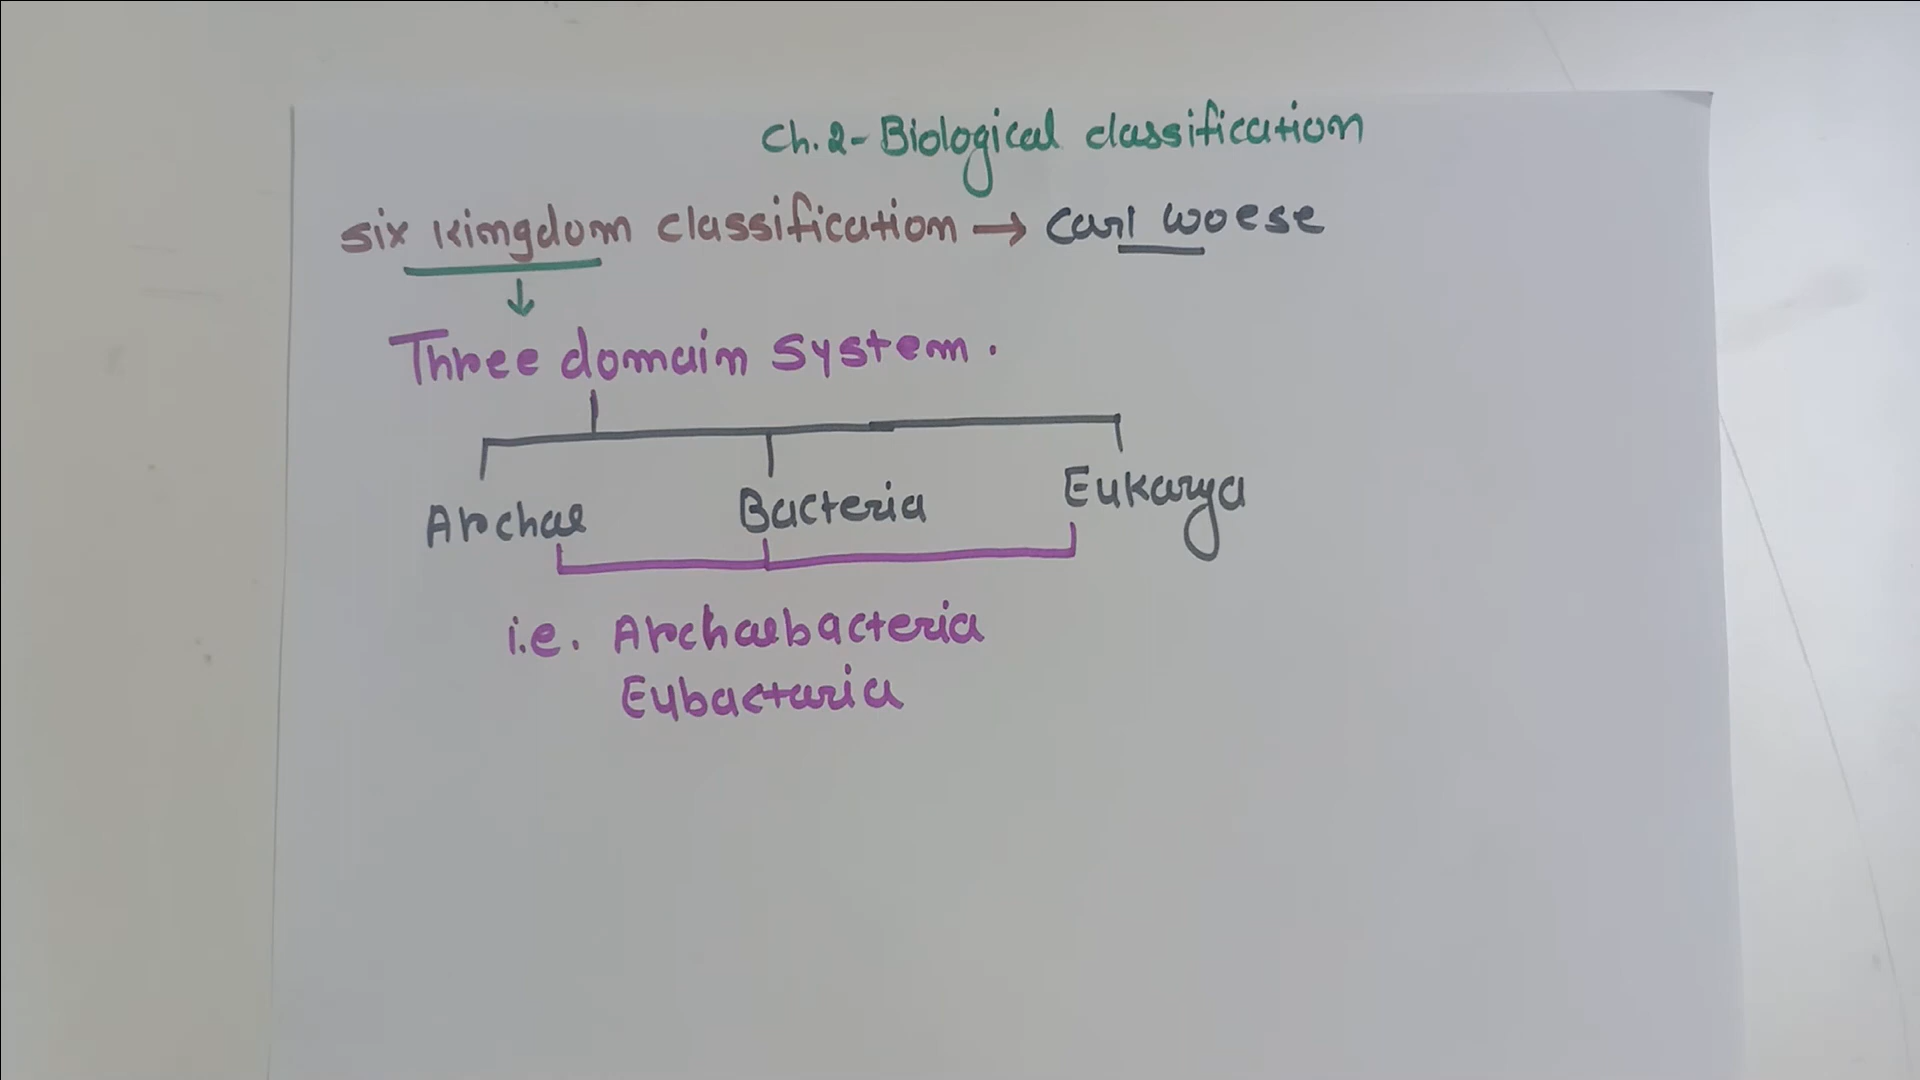 Ch.2- Biological classification
six kingdom classification → Carl woese
↓
Three domain system.
Archae Bacteria Eukarya
i.e. Archaebacteria
Eubactaria